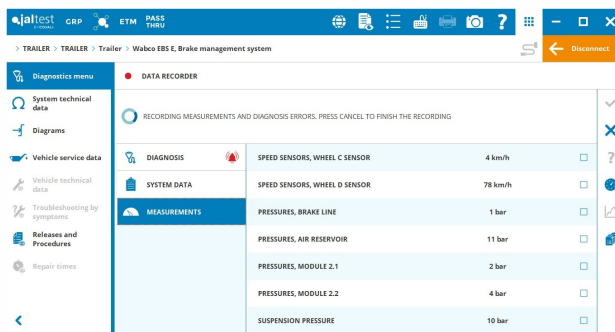 jaltest GRP ETM PASS THRU
> TRAILER > TRAILER > Trailer > Wabco EBS E, Brake management system
Disconnect
Diagnostics menu
System technical data
Diagrams
Vehicle service data
Vehicle technical data
Troubleshooting by symptoms
Releases and Procedures
Repair times
DATA RECORDER
RECORDING MEASUREMENTS AND DIAGNOSIS ERRORS. PRESS CANCEL TO FINISH THE RECORDING
DIAGNOSIS
SYSTEM DATA
MEASUREMENTS
SPEED SENSORS, WHEEL C SENSOR 4 km/h
SPEED SENSORS, WHEEL D SENSOR 78 km/h
PRESSURES, BRAKE LINE 1 bar
PRESSURES, AIR RESERVOIR 11 bar
PRESSURES, MODULE 2.1 2 bar
PRESSURES, MODULE 2.2 4 bar
SUSPENSION PRESSURE 10 bar